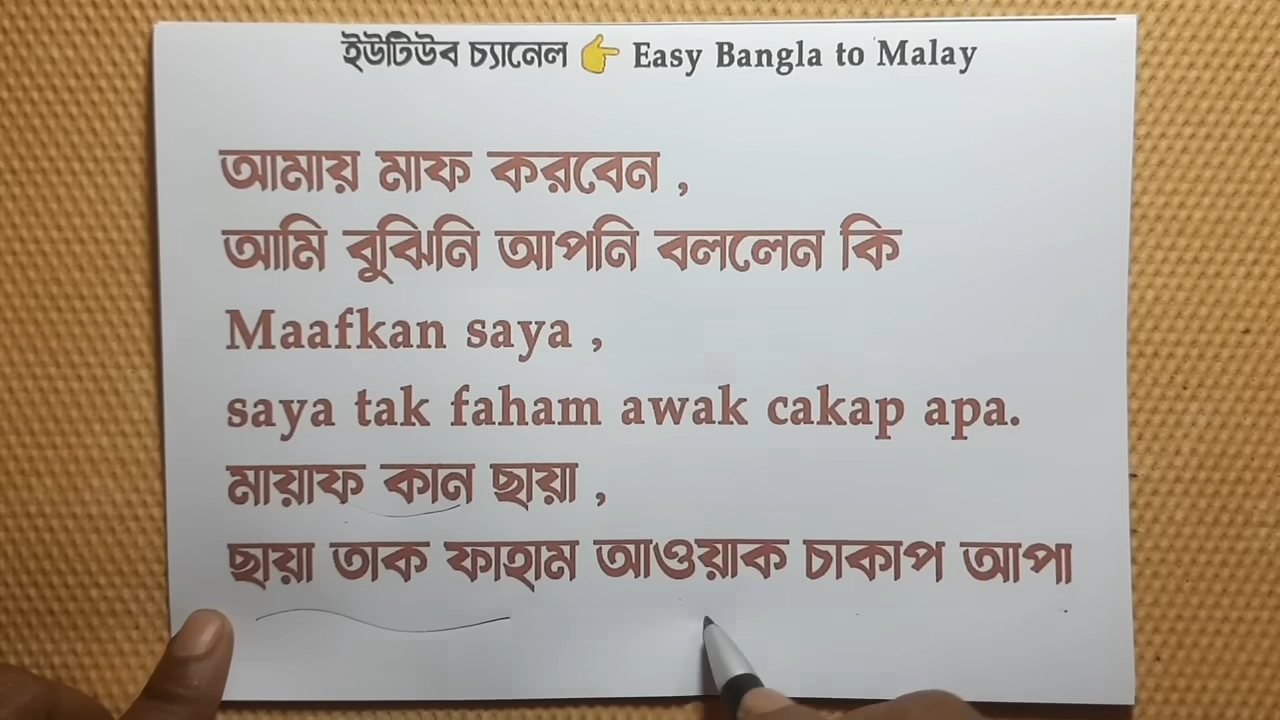 ইউটিউব চ্যানেল 👉 Easy Bangla to Malay
আমায় মাফ করবেন ,
আমি বুঝিনি আপনি বললেন কি
Maafkan saya ,
saya tak faham awak cakap apa.
মায়াফ কান ছায়া ,
ছায়া তাক ফাহাম আওয়াক চাকাপ আপা